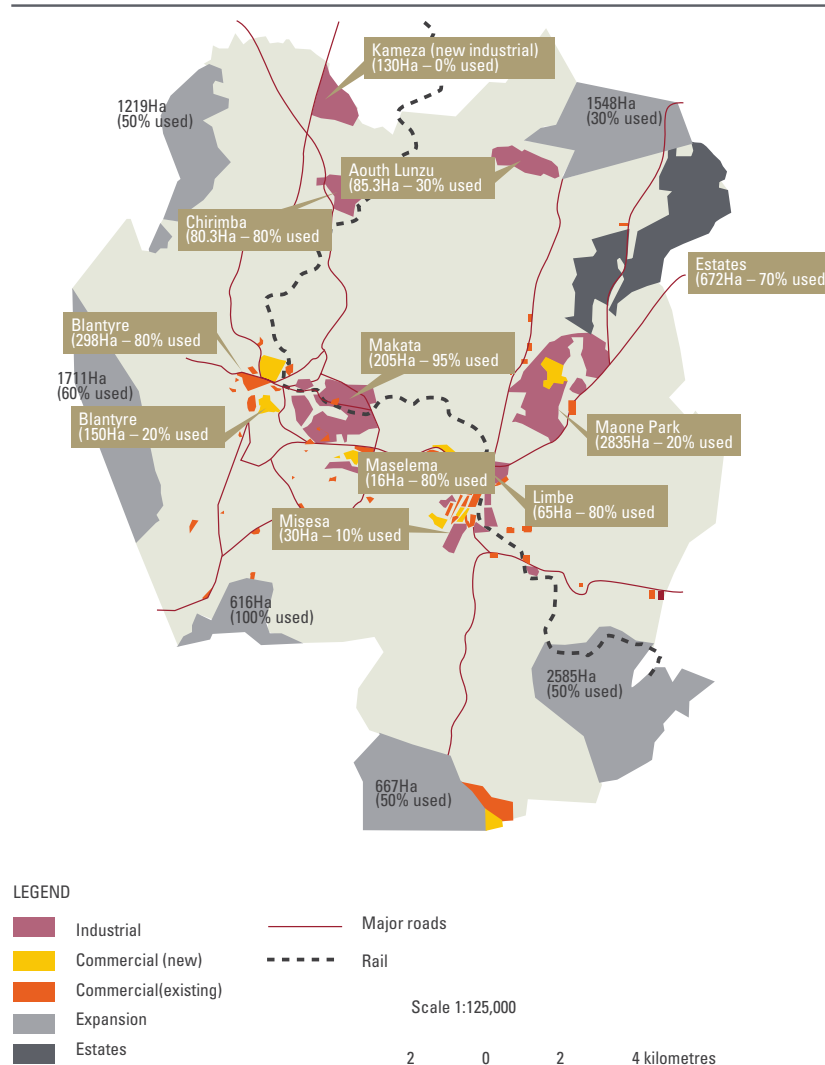 Kameza (new industrial)
(130Ha – 0% used)
1219Ha
(50% used)
1548Ha
(30% used)
Aouth Lunzu
(85.3Ha – 30% used
Chirimba
(80.3Ha – 80% used
Estates
(672Ha – 70% used
Blantyre
(298Ha – 80% used
Makata
(205Ha – 95% used
1711Ha
(60% used)
Blantyre
(150Ha – 20% used
Maone Park
(2835Ha – 20% used
Maselema
(16Ha – 80% used
Limbe
(65Ha – 80% used
Misesa
(30Ha – 10% used
616Ha
(100% used)
2585Ha
(50% used)
667Ha
(50% used)
LEGEND
Industrial
Commercial (new)
Commercial(existing)
Expansion
Estates
Major roads
Rail
Scale 1:125,000
2 0 2 4 kilometres